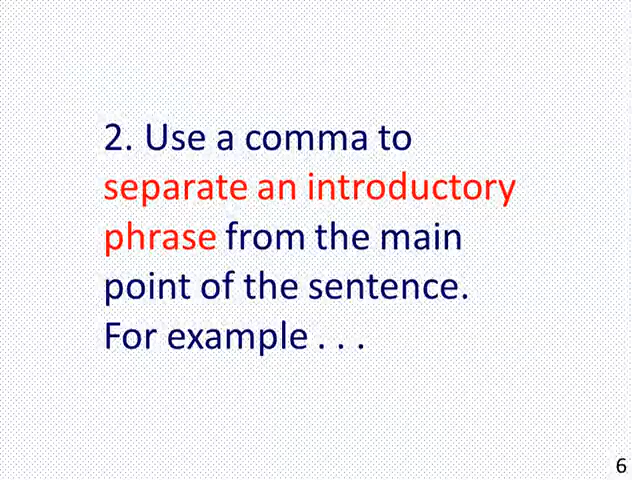 2. Use a comma to
separate an introductory
phrase from the main
point of the sentence.
For example . . .
6